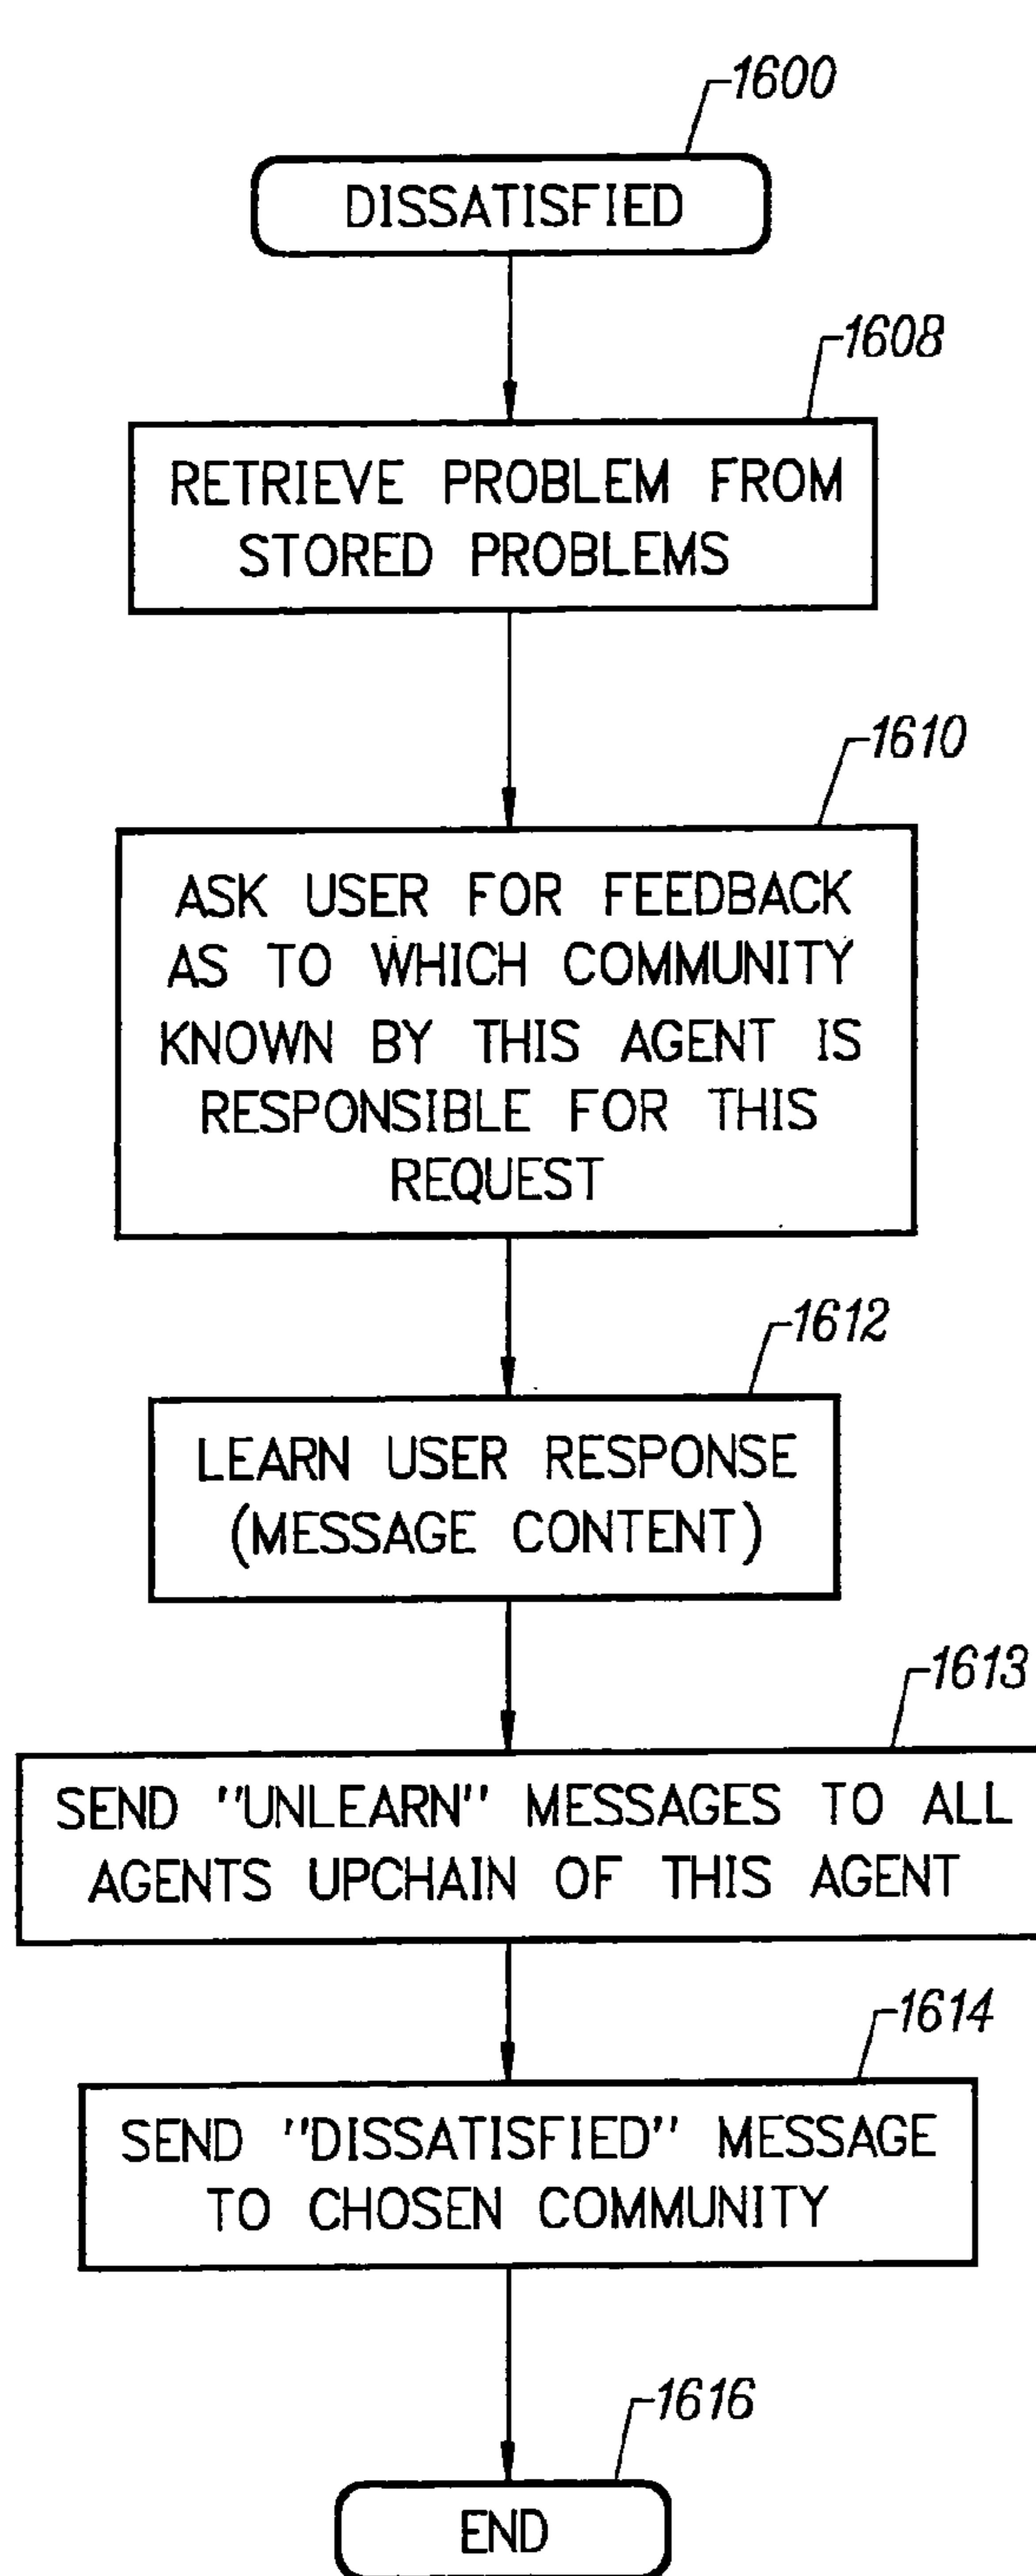 1600
DISSATISFIED
1608
RETRIEVE PROBLEM FROM
STORED PROBLEMS
1610
ASK USER FOR FEEDBACK
AS TO WHICH COMMUNITY
KNOWN BY THIS AGENT IS
RESPONSIBLE FOR THIS
REQUEST
1612
LEARN USER RESPONSE
(MESSAGE CONTENT)
1613
SEND "UNLEARN" MESSAGES TO ALL
AGENTS UPCHAIN OF THIS AGENT
1614
SEND "DISSATISFIED" MESSAGE
TO CHOSEN COMMUNITY
1616
END